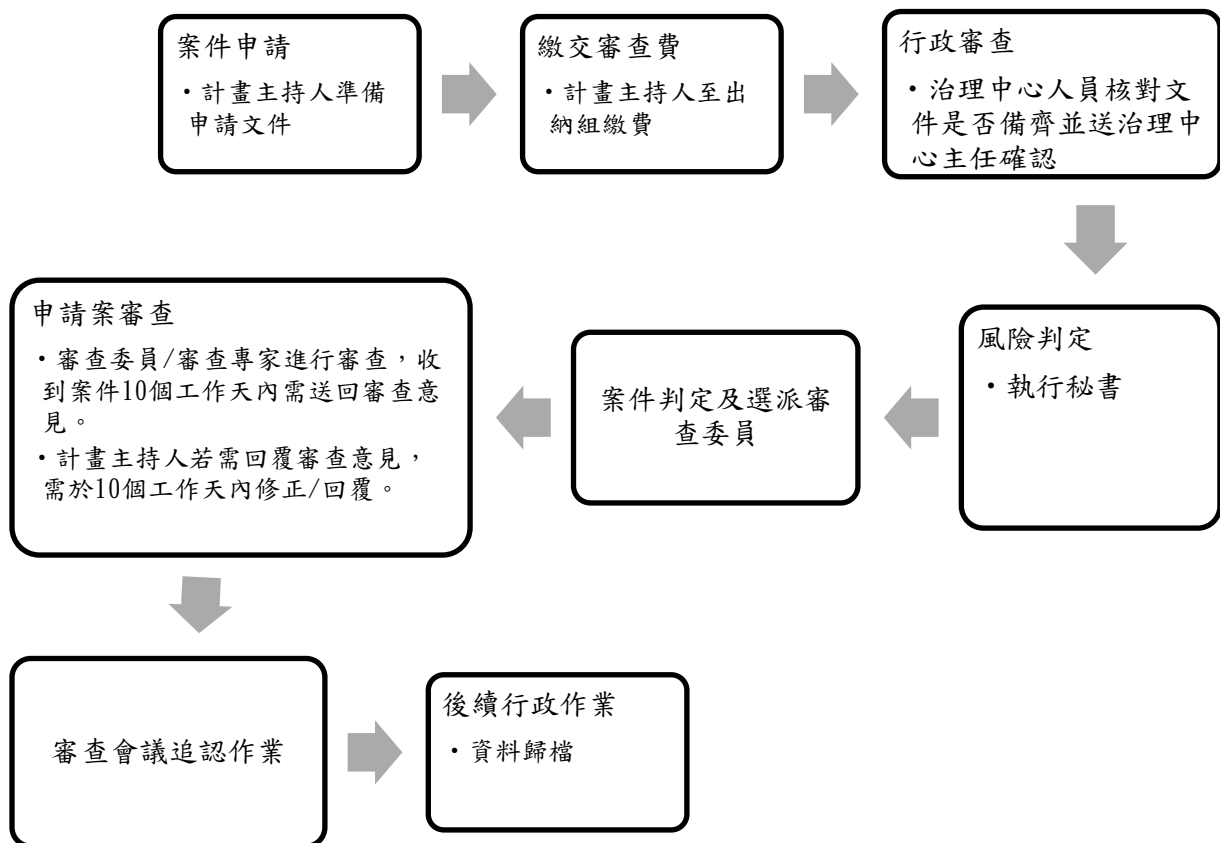 案件申請
・計畫主持人準備
申請文件
繳交審查費
・計畫主持人至出
納組繳費
行政審查
・治理中心人員核對文
件是否備齊並送治理中
心主任確認
風險判定
・執行秘書
案件判定及選派審
查委員
申請案審查
・審查委員/審查專家進行審查，收
到案件10個工作天內需送回審查意
見。
・計畫主持人若需回覆審查意見，
需於10個工作天內修正/回覆。
審查會議追認作業
後續行政作業
・資料歸檔